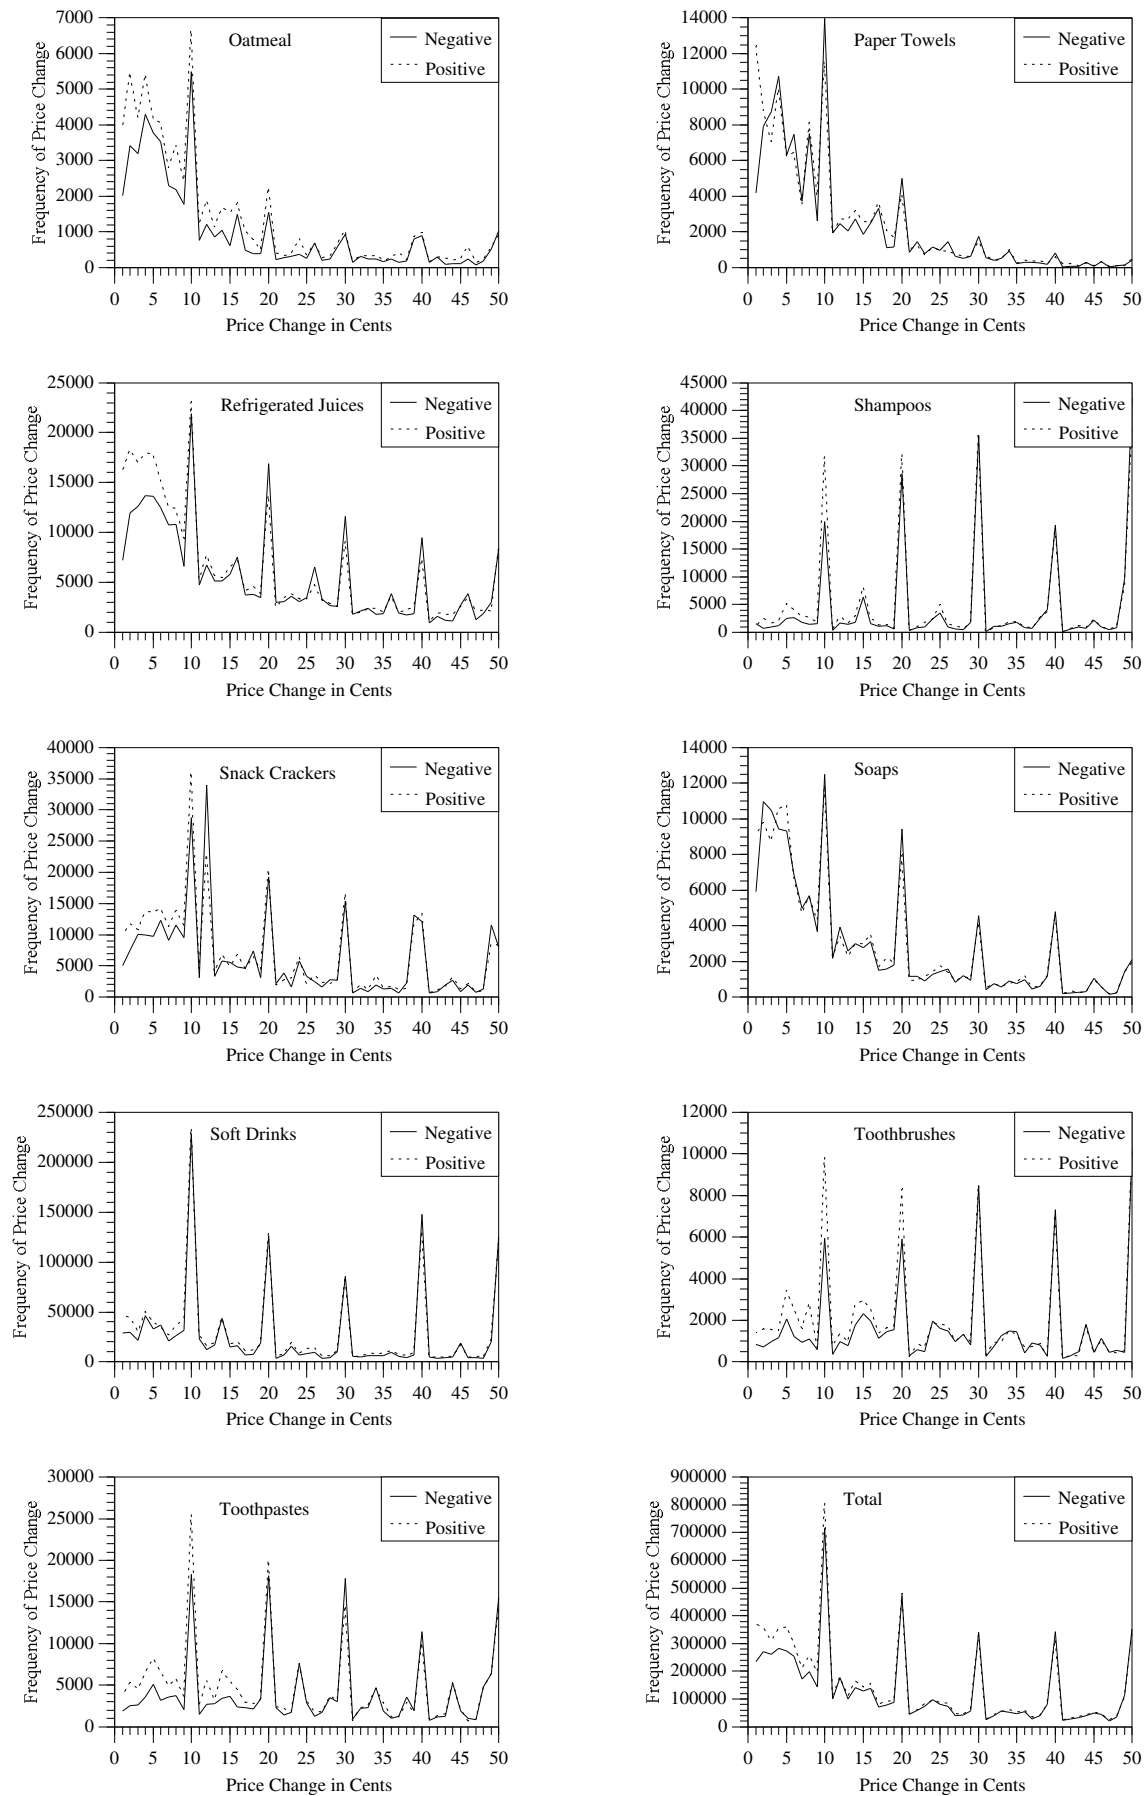 Oatmeal
Negative
Positive
Frequency of Price Change
7000
6000
5000
4000
3000
2000
1000
0
0 5 10 15 20 25 30 35 40 45 50
Price Change in Cents
Paper Towels
Negative
Positive
Frequency of Price Change
14000
12000
10000
8000
6000
4000
2000
0
0 5 10 15 20 25 30 35 40 45 50
Price Change in Cents
Refrigerated Juices
Negative
Positive
Frequency of Price Change
25000
20000
15000
10000
5000
0
0 5 10 15 20 25 30 35 40 45 50
Price Change in Cents
Shampoos
Negative
Positive
Frequency of Price Change
45000
40000
35000
30000
25000
20000
15000
10000
5000
0
0 5 10 15 20 25 30 35 40 45 50
Price Change in Cents
Snack Crackers
Negative
Positive
Frequency of Price Change
40000
35000
30000
25000
20000
15000
10000
5000
0
0 5 10 15 20 25 30 35 40 45 50
Price Change in Cents
Soaps
Negative
Positive
Frequency of Price Change
14000
12000
10000
8000
6000
4000
2000
0
0 5 10 15 20 25 30 35 40 45 50
Price Change in Cents
Soft Drinks
Negative
Positive
Frequency of Price Change
250000
200000
150000
100000
50000
0
0 5 10 15 20 25 30 35 40 45 50
Price Change in Cents
Toothbrushes
Negative
Positive
Frequency of Price Change
12000
10000
8000
6000
4000
2000
0
0 5 10 15 20 25 30 35 40 45 50
Price Change in Cents
Toothpastes
Negative
Positive
Frequency of Price Change
30000
25000
20000
15000
10000
5000
0
0 5 10 15 20 25 30 35 40 45 50
Price Change in Cents
Total
Negative
Positive
Frequency of Price Change
900000
800000
700000
600000
500000
400000
300000
200000
100000
0
0 5 10 15 20 25 30 35 40 45 50
Price Change in Cents